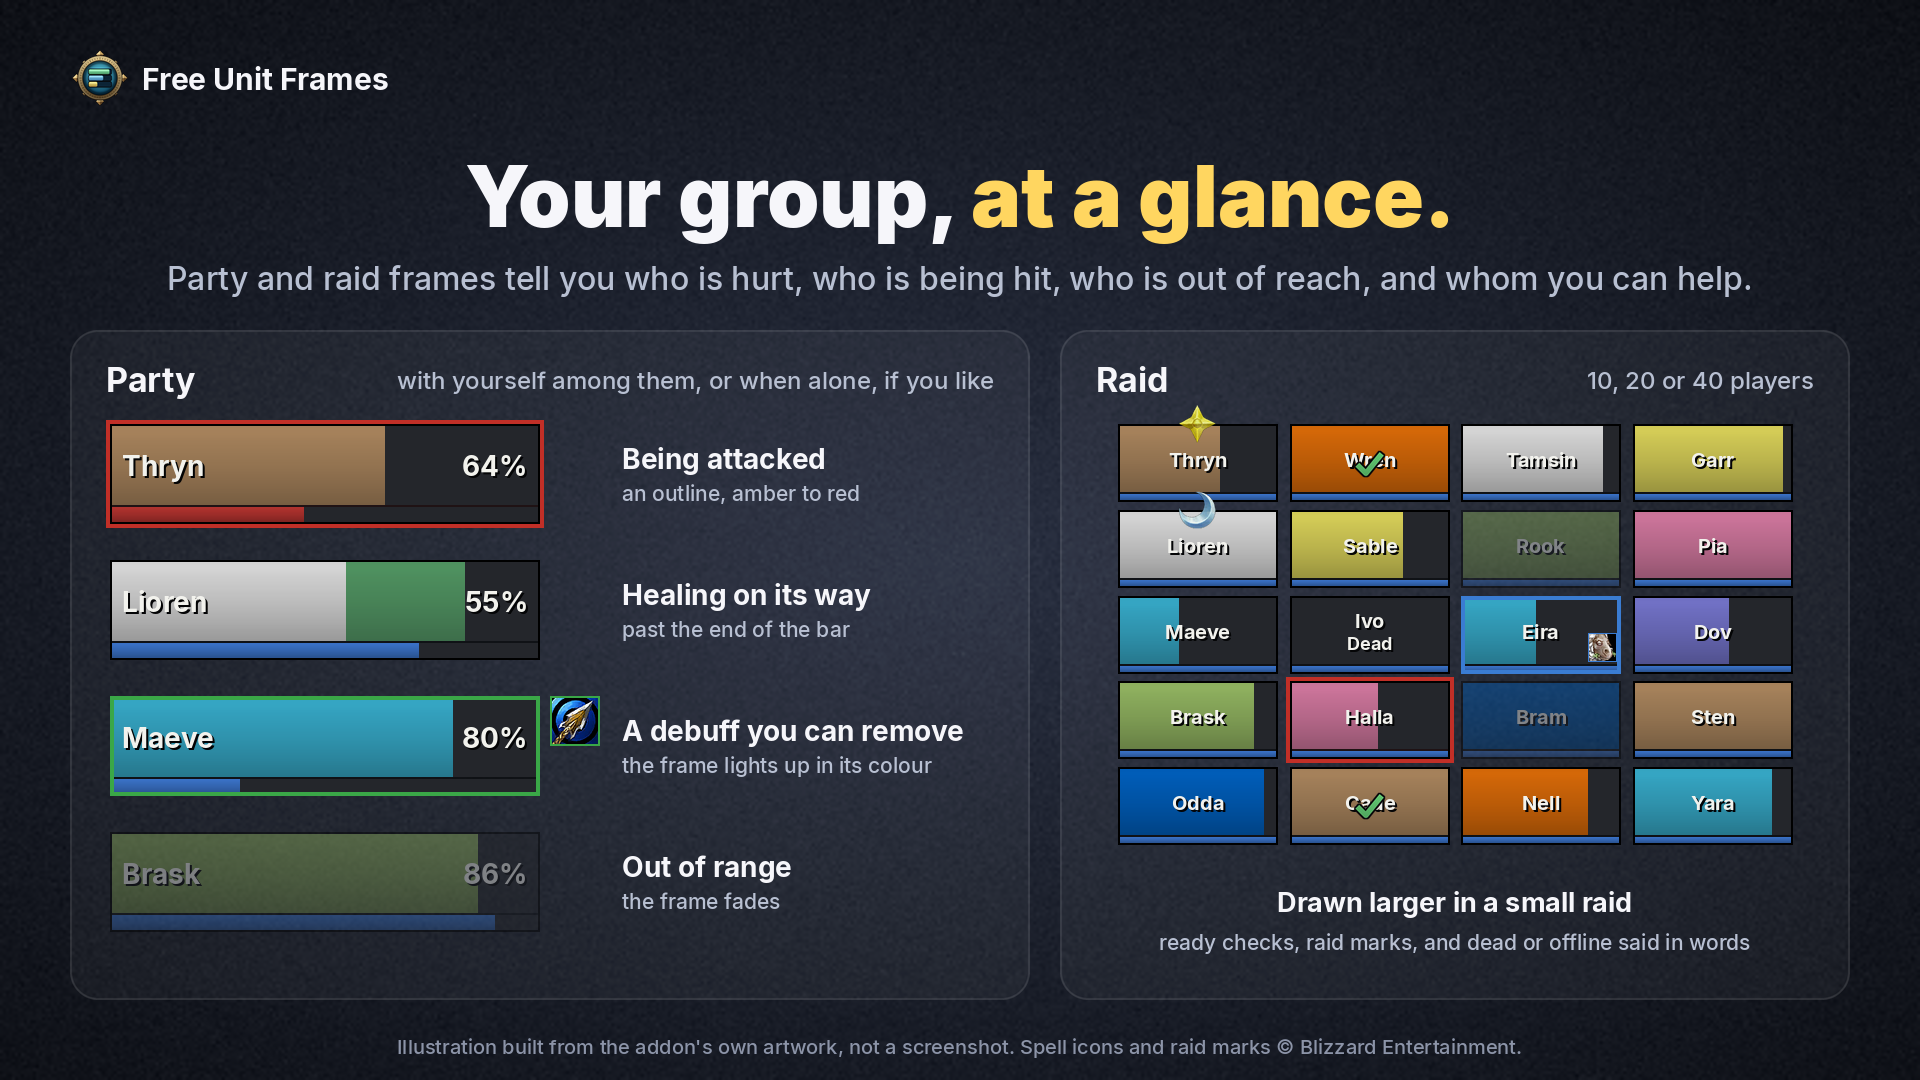 Free Unit Frames
Your group, at a glance.
Party and raid frames tell you who is hurt, who is being hit, who is out of reach, and whom you can help.
Party
with yourself among them, or when alone, if you like
Thryn 64%
Being attacked
an outline, amber to red
Lioren 55%
Healing on its way
past the end of the bar
Maeve 80%
A debuff you can remove
the frame lights up in its colour
Brask 86%
Out of range
the frame fades
Raid
10, 20 or 40 players
Thryn Wren Tamsin Garr
Lioren Sable Rook Pia
Maeve Ivo Dead Eira Dov
Brask Halla Bram Sten
Odda Cade Nell Yara
Drawn larger in a small raid
ready checks, raid marks, and dead or offline said in words
Illustration built from the addon's own artwork, not a screenshot. Spell icons and raid marks © Blizzard Entertainment.